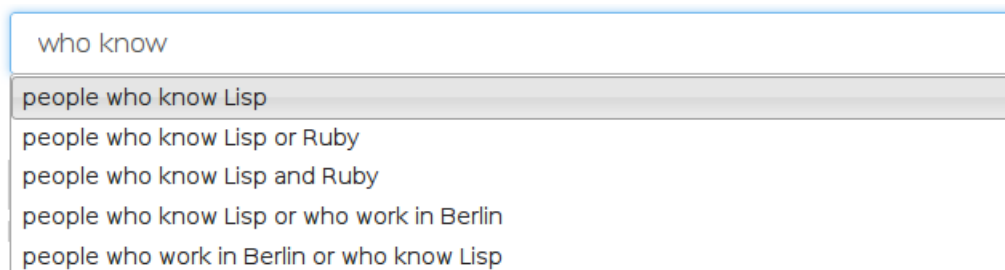 who know
people who know Lisp
people who know Lisp or Ruby
people who know Lisp and Ruby
people who know Lisp or who work in Berlin
people who work in Berlin or who know Lisp